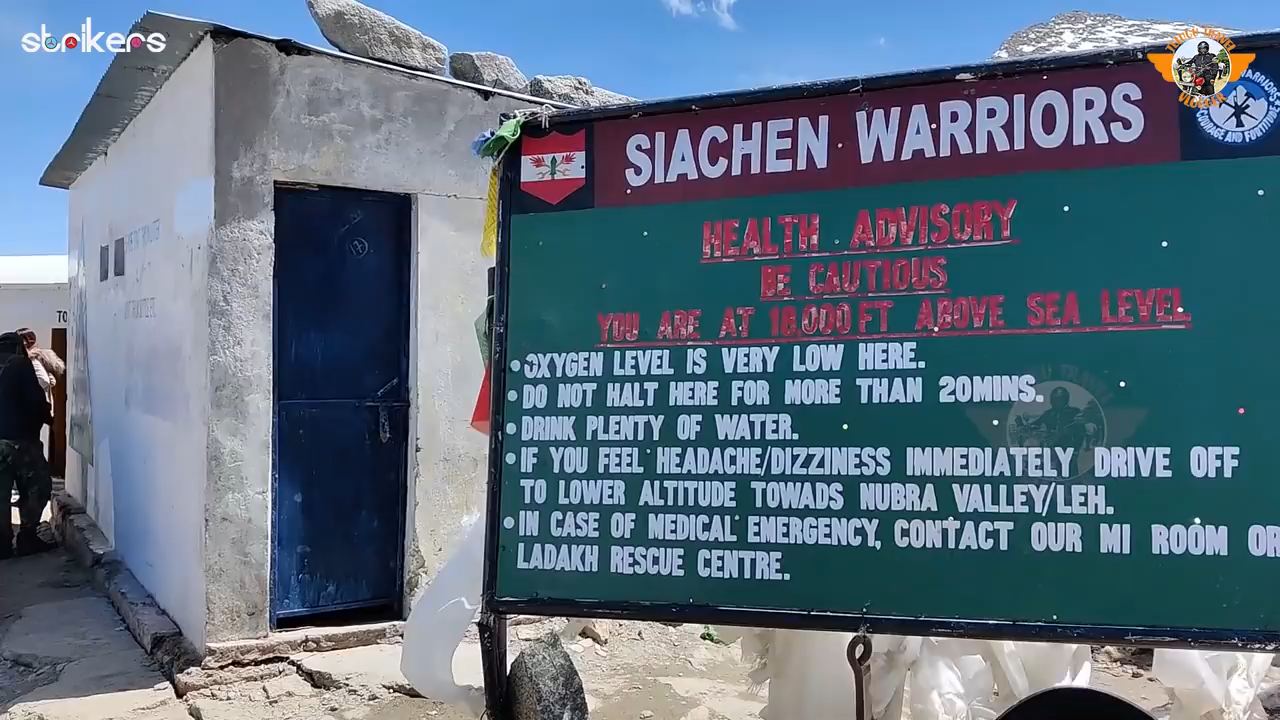 strikers
SIACHEN WARRIORS
HEALTH ADVISORY
BE CAUTIOUS
YOU ARE AT 18000 FT ABOVE SEA LEVEL
• OXYGEN LEVEL IS VERY LOW HERE.
• DO NOT HALT HERE FOR MORE THAN 20MINS.
• DRINK PLENTY OF WATER.
• IF YOU FEEL HEADACHE/DIZZINESS IMMEDIATELY DRIVE OFF
TO LOWER ALTITUDE TOWADS NUBRA VALLEY/LEH.
• IN CASE OF MEDICAL EMERGENCY, CONTACT OUR MI ROOM OR
LADAKH RESCUE CENTRE.
TO